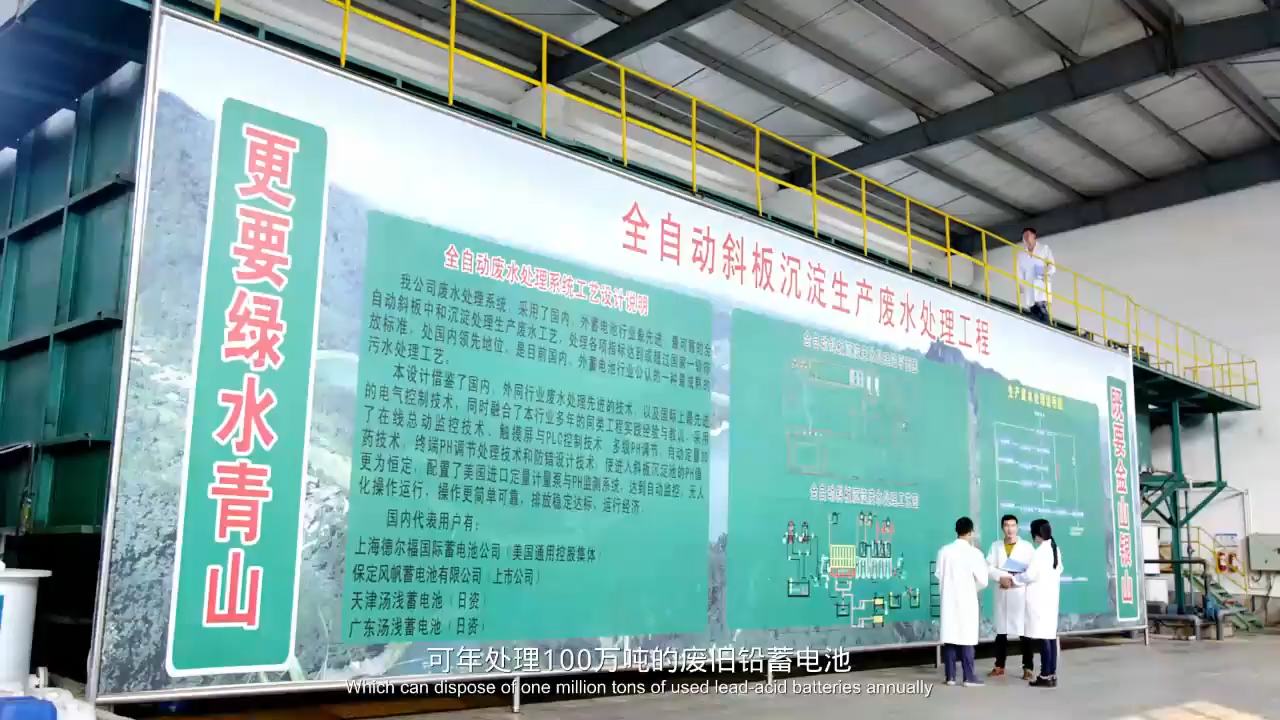 更要绿水青山
全自动斜板沉淀生产废水处理工程
全自动废水处理系统工艺设计说明
我公司废水处理系统，采用了国内、外蓄电池行业最先进、最可靠的全
自动斜板中和沉淀处理生产废水工艺，处理各项指标达到或超过国家一级排
放标准，处国内领先地位，是目前国内、外蓄电池行业公认的一种最成熟的
污水处理工艺。
本设计借鉴了国内、外同行业废水处理先进的技术，以及国际上最先进
的电气控制技术，同时融合了本行业多年的同类工程实践经验与教训，采用
了在线总动监控技术、触摸屏与PLC控制技术、多级PH调节、自动定量加
药技术、终端PH调节处理技术和防错设计技术，使进入斜板沉淀池的PH值
更为恒定，配置了美国进口定量计量泵与PH监测系统，达到自动监控，无人
化操作运行，操作更简单可靠，排放稳定达标、运行经济。
国内代表用户有：
上海德尔福国际蓄电池公司（美国通用控股集体）
保定风帆蓄电池有限公司（上市公司）
天津汤浅蓄电池（日资）
广东汤浅蓄电池（日资）
既要金山银山
可年处理100万吨的废旧铅蓄电池
Which can dispose of one million tons of used lead-acid batteries annually